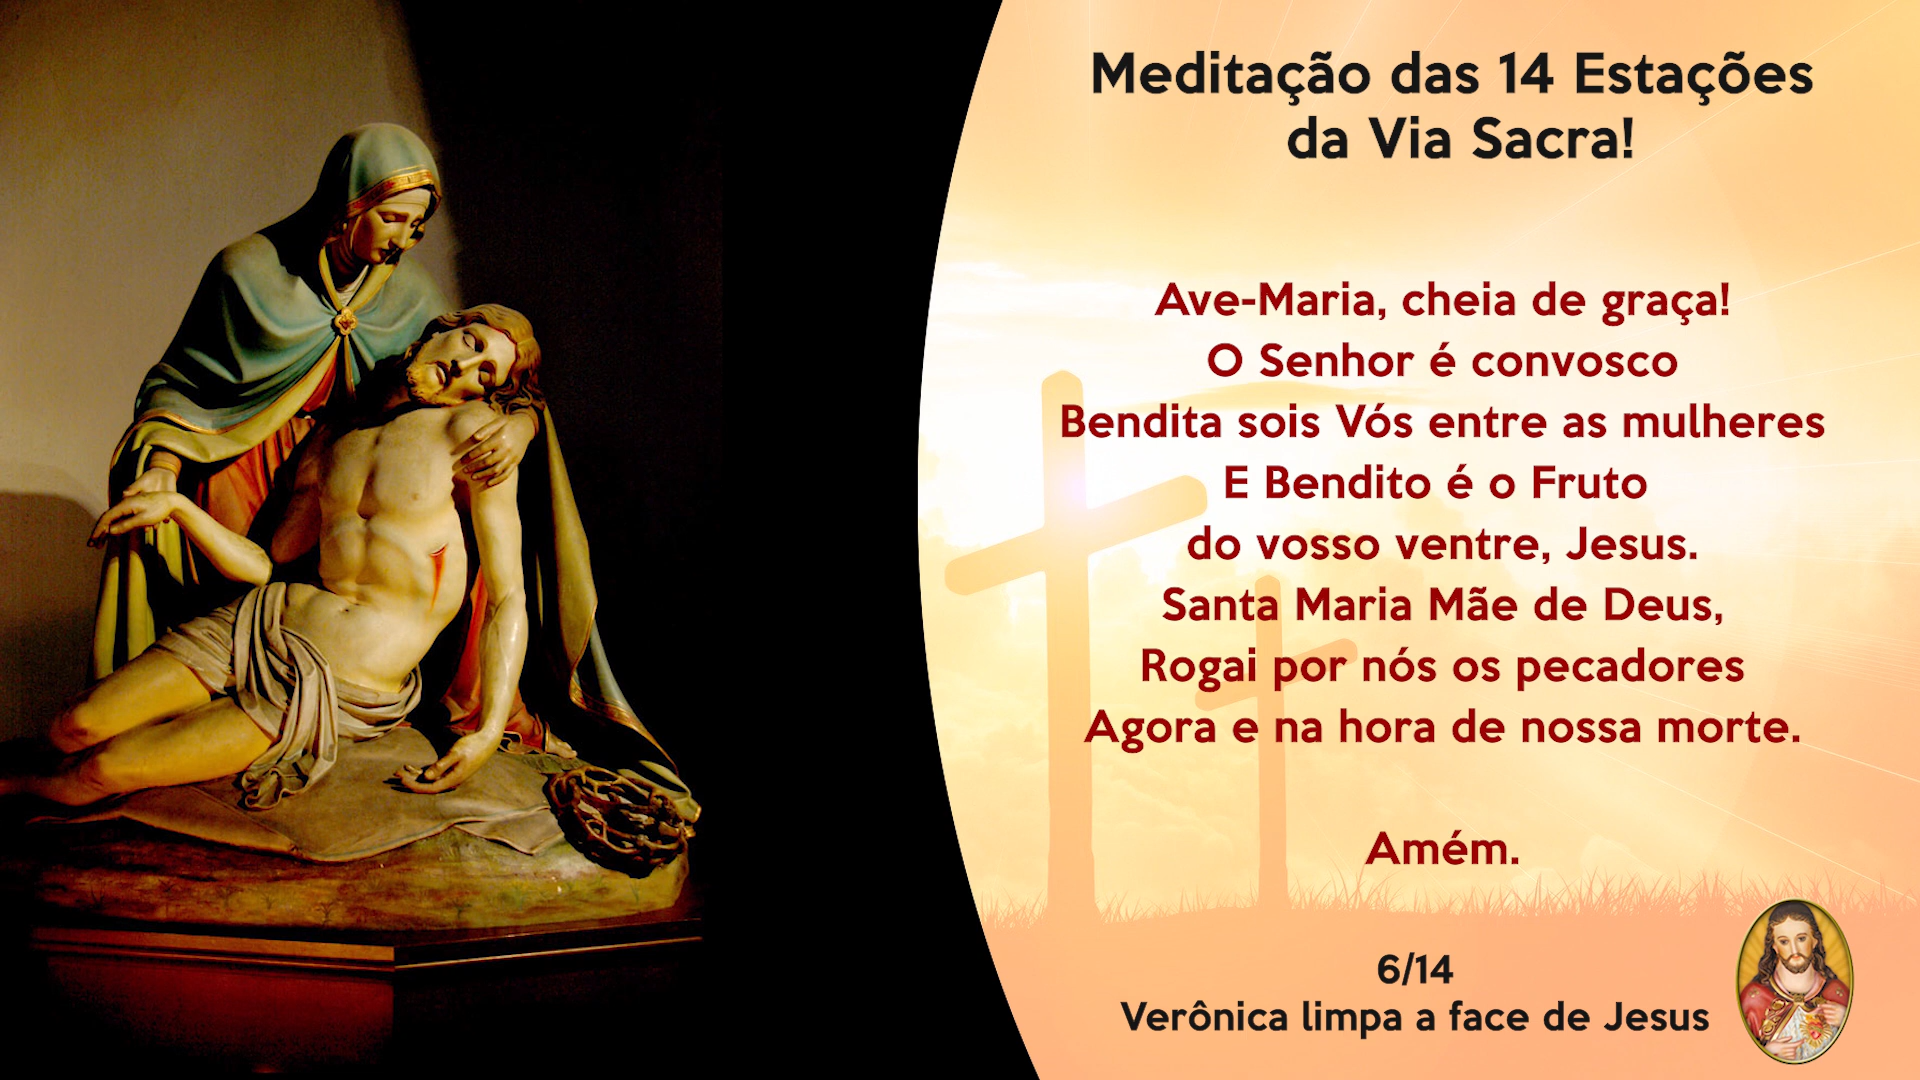 Meditação das 14 Estações
da Via Sacra!
Ave-Maria, cheia de graça!
O Senhor é convosco
Bendita sois Vós entre as mulheres
E Bendito é o Fruto
do vosso ventre, Jesus.
Santa Maria Mãe de Deus,
Rogai por nós os pecadores
Agora e na hora de nossa morte.
Amém.
6/14
Verônica limpa a face de Jesus